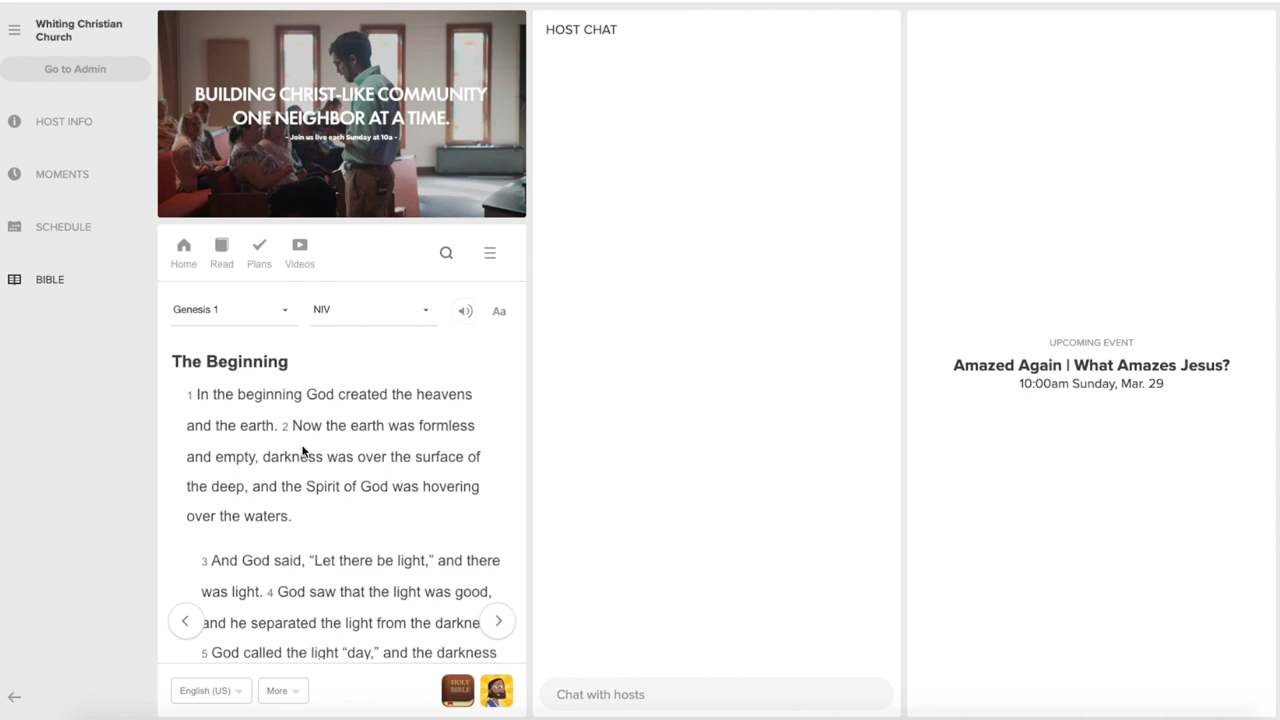 Whiting Christian
Church
Go to Admin
HOST INFO
MOMENTS
SCHEDULE
BIBLE
BUILDING CHRIST-LIKE COMMUNITY
ONE NEIGHBOR AT A TIME.
- Join us live each Sunday at 10a -
Home Read Plans Videos
Genesis 1 NIV Aa
The Beginning
1 In the beginning God created the heavens
and the earth. 2 Now the earth was formless
and empty, darkness was over the surface of
the deep, and the Spirit of God was hovering
over the waters.
3 And God said, “Let there be light,” and there
was light. 4 God saw that the light was good,
and he separated the light from the darkne
5 God called the light “day,” and the darkness
English (US) More
HOLY
BIBLE
HOST CHAT
Chat with hosts
UPCOMING EVENT
Amazed Again | What Amazes Jesus?
10:00am Sunday, Mar. 29